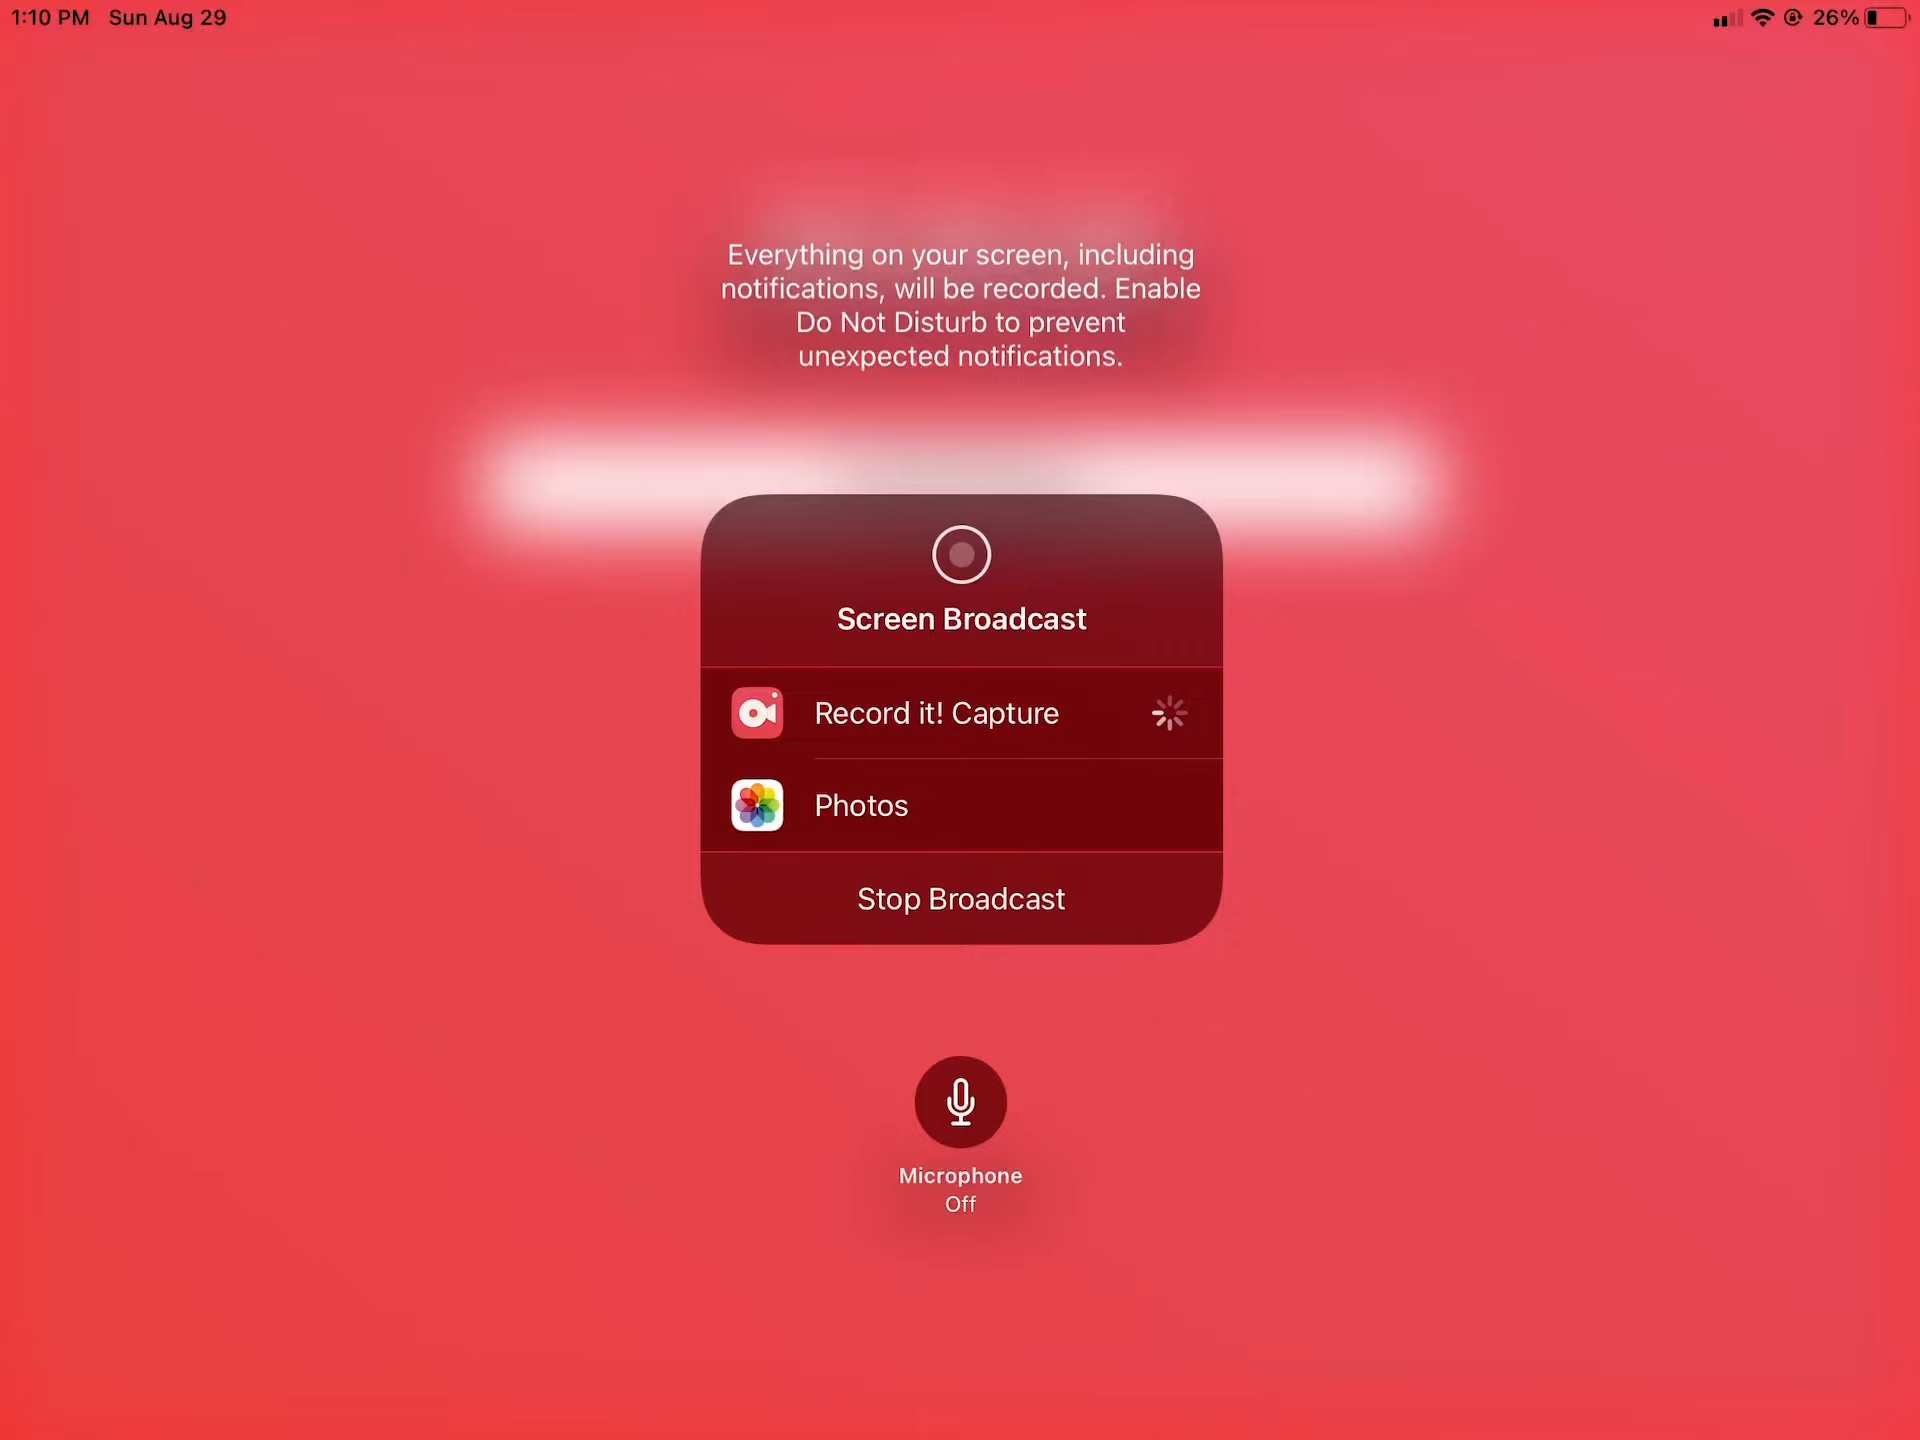 1:10 PM Sun Aug 29
26%
Everything on your screen, including
notifications, will be recorded. Enable
Do Not Disturb to prevent
unexpected notifications.
Screen Broadcast
Record it! Capture
Photos
Stop Broadcast
Microphone
Off